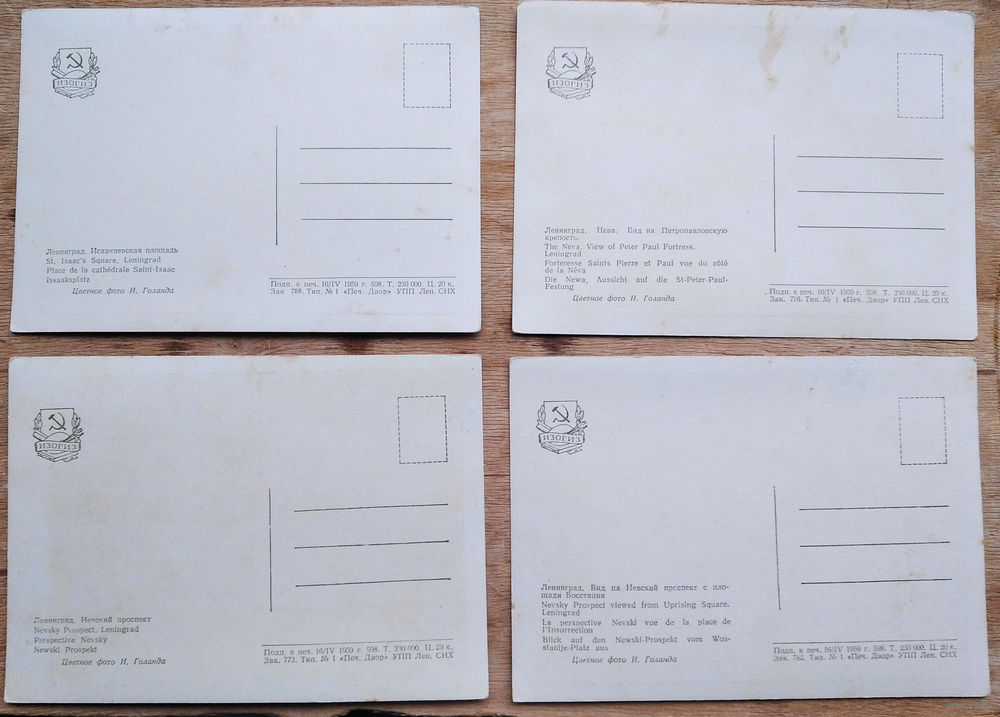 ИЗОГИЗ
Ленинград. Исаакиевская площадь
St. Isaac's Square, Leningrad
Place de la cathédrale Saint-Isaac
Issaaksplatz
Цветное фото И. Голанда
Подп. к печ. 16/IV 1959 г. 598. Т. 230 000. Ц. 20 к.
Зак. 788. Тип. № 1 «Печ. Двор» УПП Лен. СНХ
ИЗОГИЗ
Ленинград. Нева. Вид на Петропавловскую
крепость.
The Neva, View of Peter Paul Fortress,
Leningrad
Forteresse Saints Pierre et Paul vue du côté
de la Néva
Die Newa, Aussicht auf die St-Peter-Paul-
Festung
Цветное фото И. Голанда
Подп. к печ. 16/IV 1959 г. 598. Т. 230 000. Ц. 20 к.
Зак. 776. Тип. № 1 «Печ. Двор» УПП Лен. СНХ
ИЗОГИЗ
Ленинград. Невский проспект
Nevsky Prospect, Leningrad
Perspective Nevsky
Newski Prospekt
Цветное фото И. Голанда
Подп. к печ. 16/IV 1959 г. 598. Т. 230 000. Ц. 20 к.
Зак. 773. Тип. № 1 «Печ. Двор» УПП Лен. СНХ
ИЗОГИЗ
Ленинград. Вид на Невский проспект с пло-
щади Восстания
Nevsky Prospect viewed from Uprising Square.
Leningrad
La perspective Nevski vue de la place de
l'Insurrection
Blick auf den Newski-Prospekt vom Wos-
stanije-Platz aus
Цветное фото И. Голанда
Подп. к печ. 16/IV 1959 г. 598. Т. 230 000. Ц. 20 к.
Зак. Тип. № 1 «Печ. Двор» УПП Лен. СНХ